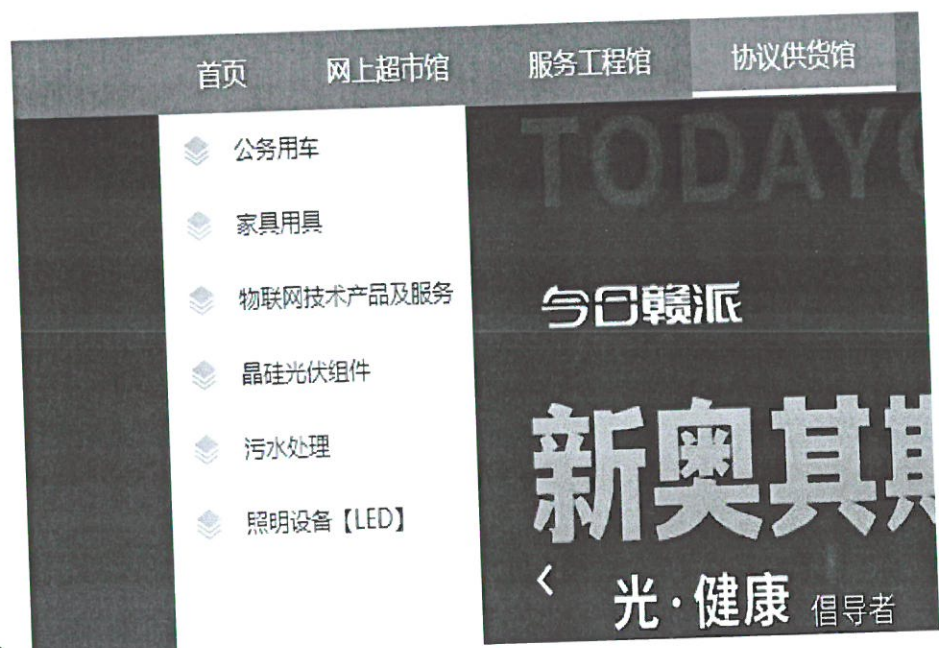 首页 网上超市馆 服务工程馆 协议供货馆
公务用车
家具用具
物联网技术产品及服务
晶硅光伏组件
污水处理
照明设备【LED】
TODAY
今日赣派
新奥其
光·健康 倡导者